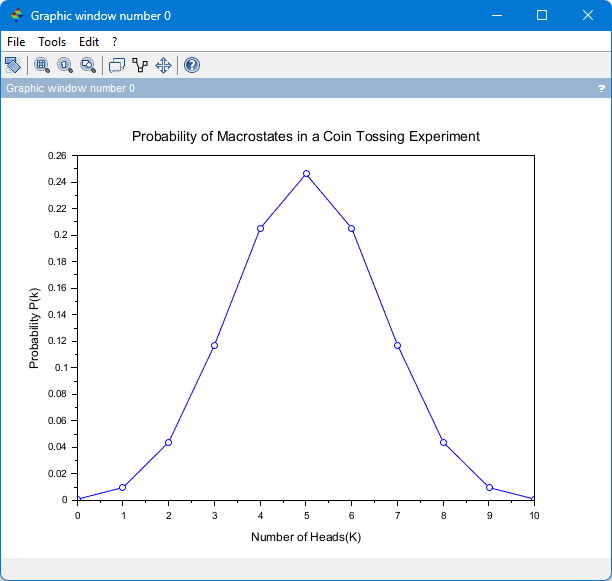 Graphic window number 0
File Tools Edit ?
Graphic window number 0 ?
Probability of Macrostates in a Coin Tossing Experiment
0.26
0.24
0.22
0.2
0.18
0.16
0.14
0.12
0.1
0.08
0.06
0.04
0.02
0
Probability P(k)
0 1 2 3 4 5 6 7 8 9 10
Number of Heads(K)